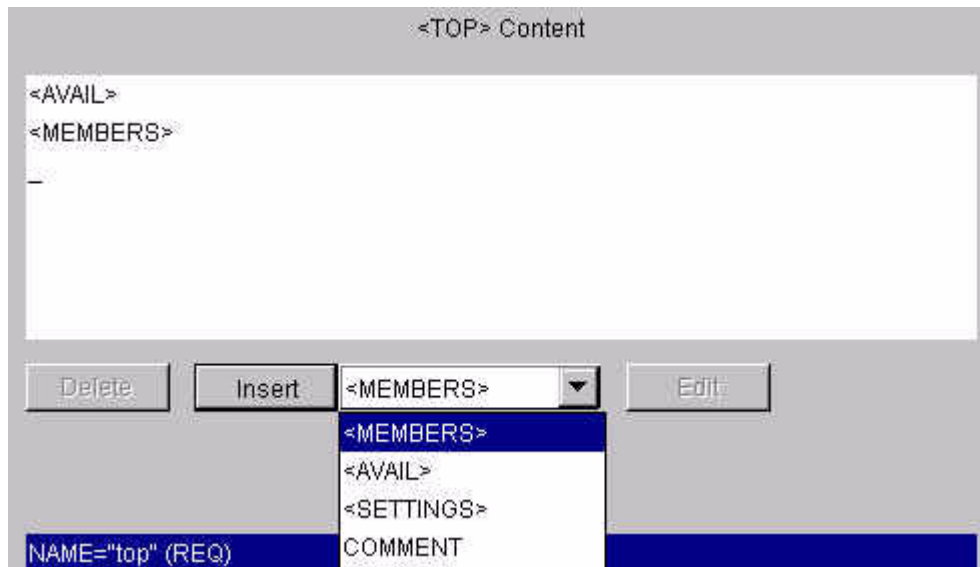 <TOP> Content
<AVAIL>
<MEMBERS>
_
Delete Insert <MEMBERS> Edit
<MEMBERS>
<AVAIL>
<SETTINGS>
COMMENT
NAME="top" (REQ)